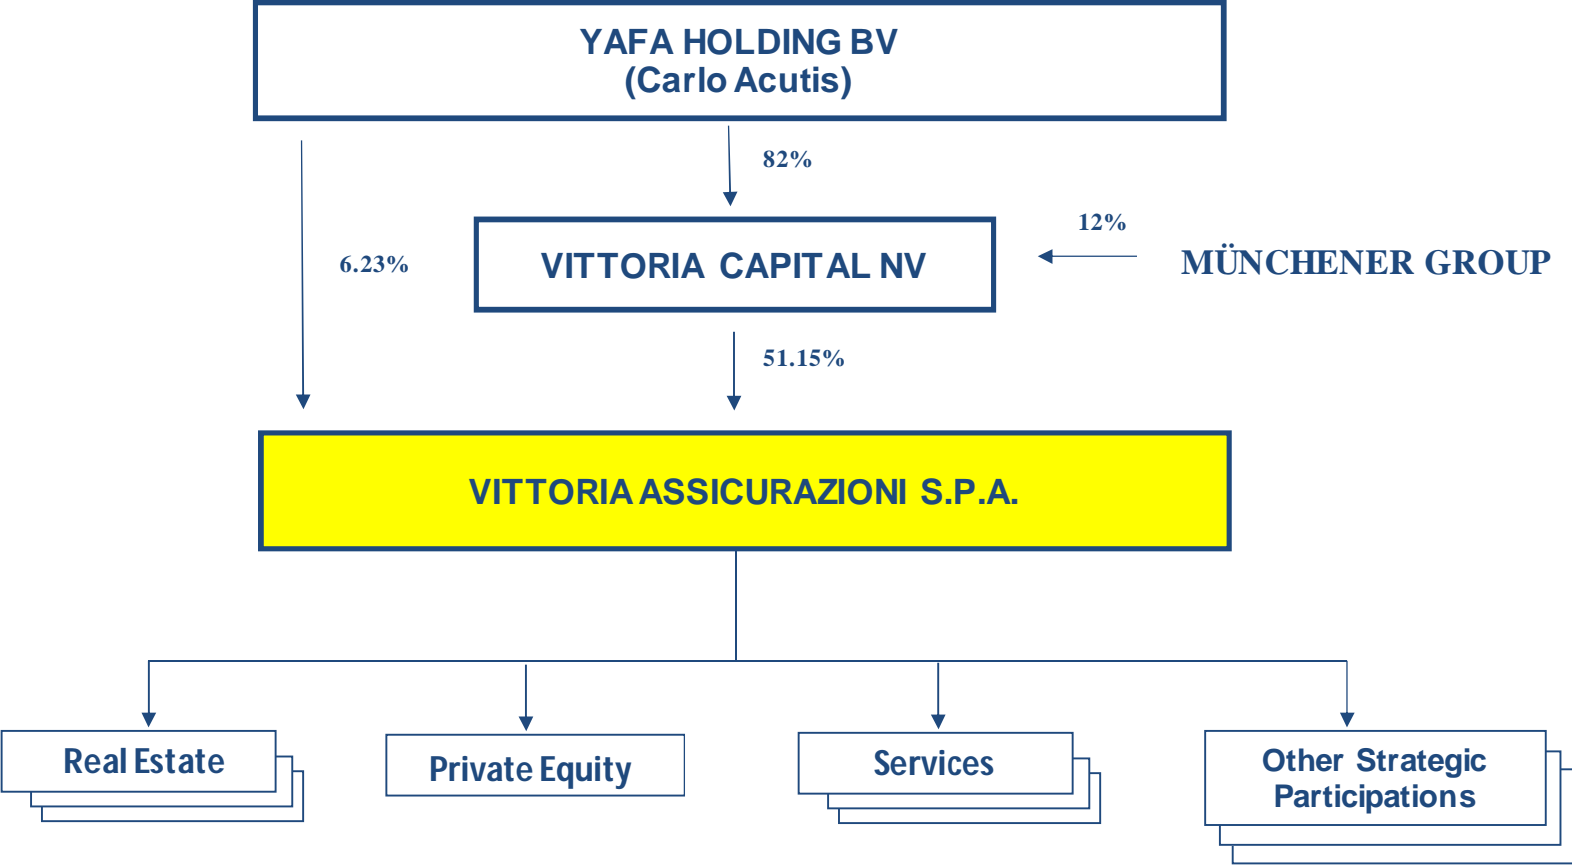 YAFA HOLDING BV
(Carlo Acutis)
82%
12%
6.23%
VITTORIA CAPITAL NV
MÜNCHENER GROUP
51.15%
VITTORIA ASSICURAZIONI S.P.A.
Real Estate
Private Equity
Services
Other Strategic
Participations